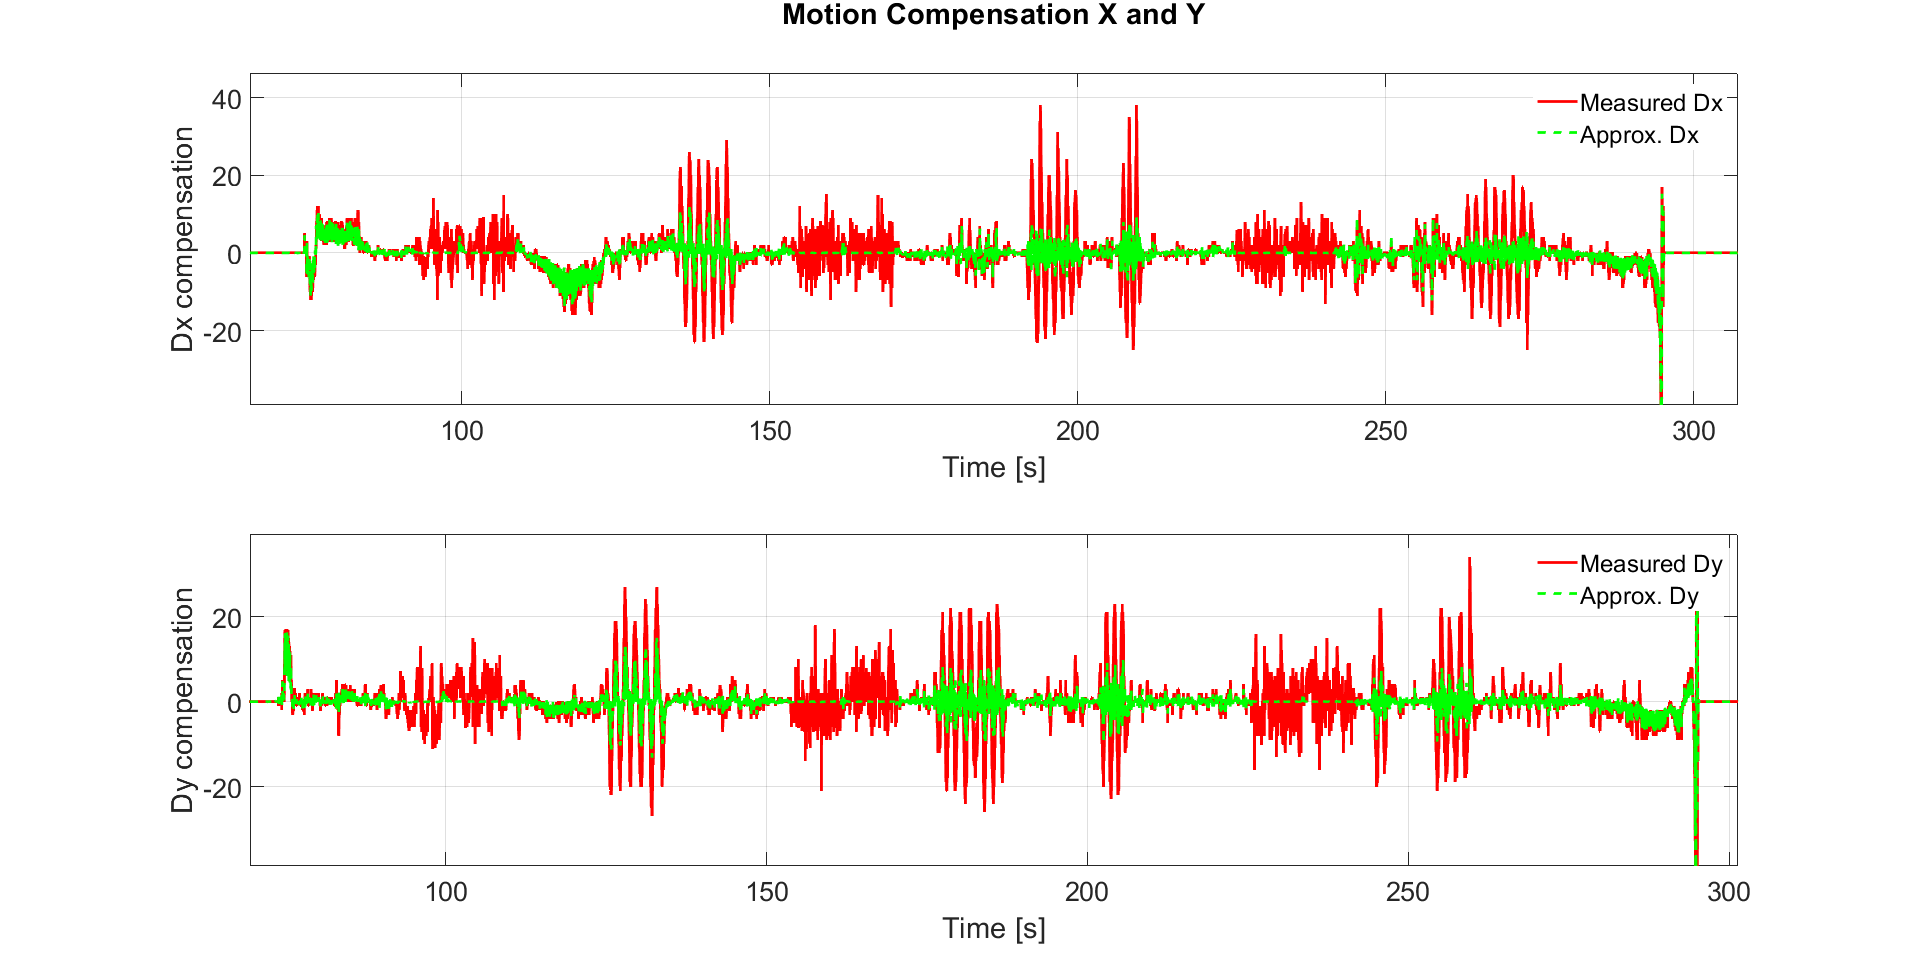 Motion Compensation X and Y
40
20
0
-20
Dx compensation
Measured Dx
Approx. Dx
100
150
200
250
300
Time [s]
20
0
-20
Dy compensation
Measured Dy
Approx. Dy
100
150
200
250
300
Time [s]